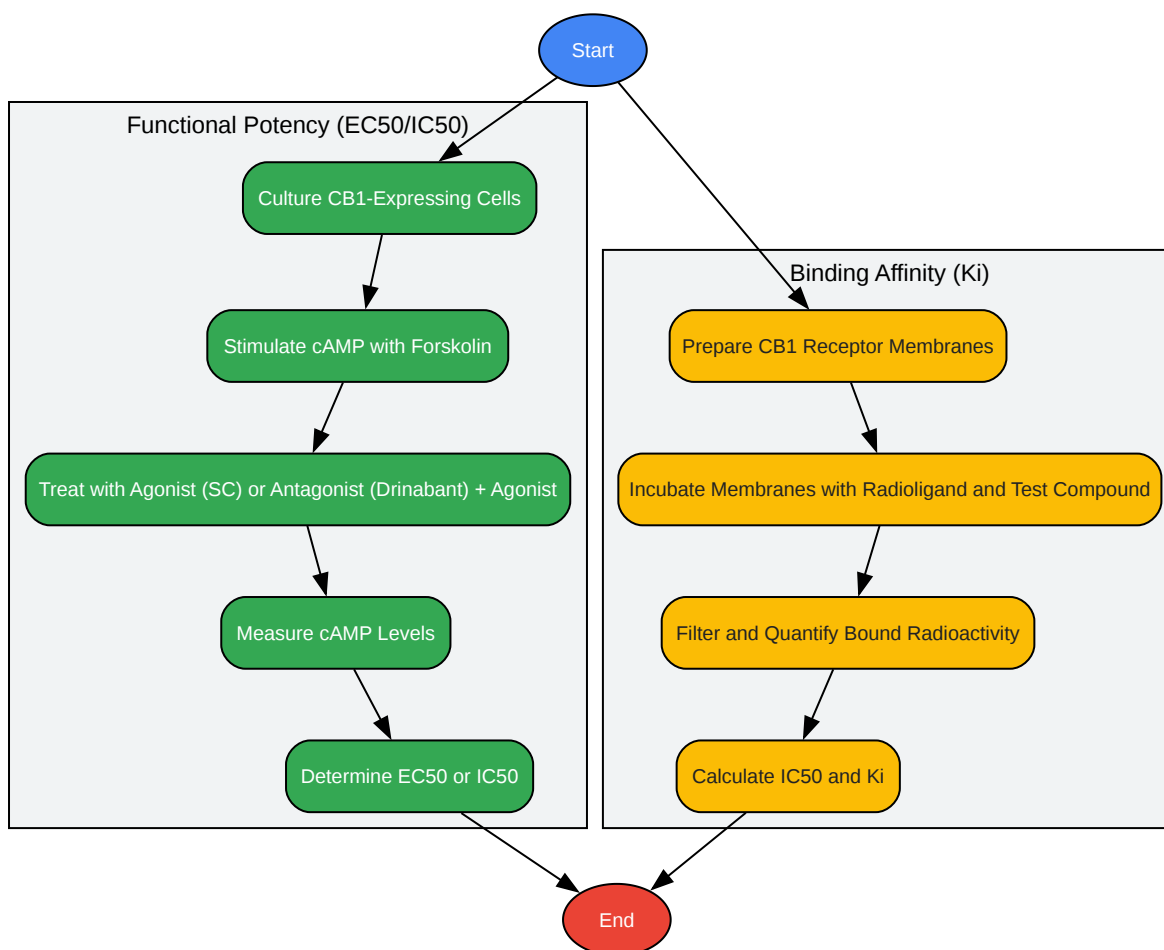 Start
Functional Potency (EC50/IC50)
Culture CB1-Expressing Cells
Stimulate cAMP with Forskolin
Treat with Agonist (SC) or Antagonist (Drinabant) + Agonist
Measure cAMP Levels
Determine EC50 or IC50
Binding Affinity (Ki)
Prepare CB1 Receptor Membranes
Incubate Membranes with Radioligand and Test Compound
Filter and Quantify Bound Radioactivity
Calculate IC50 and Ki
End